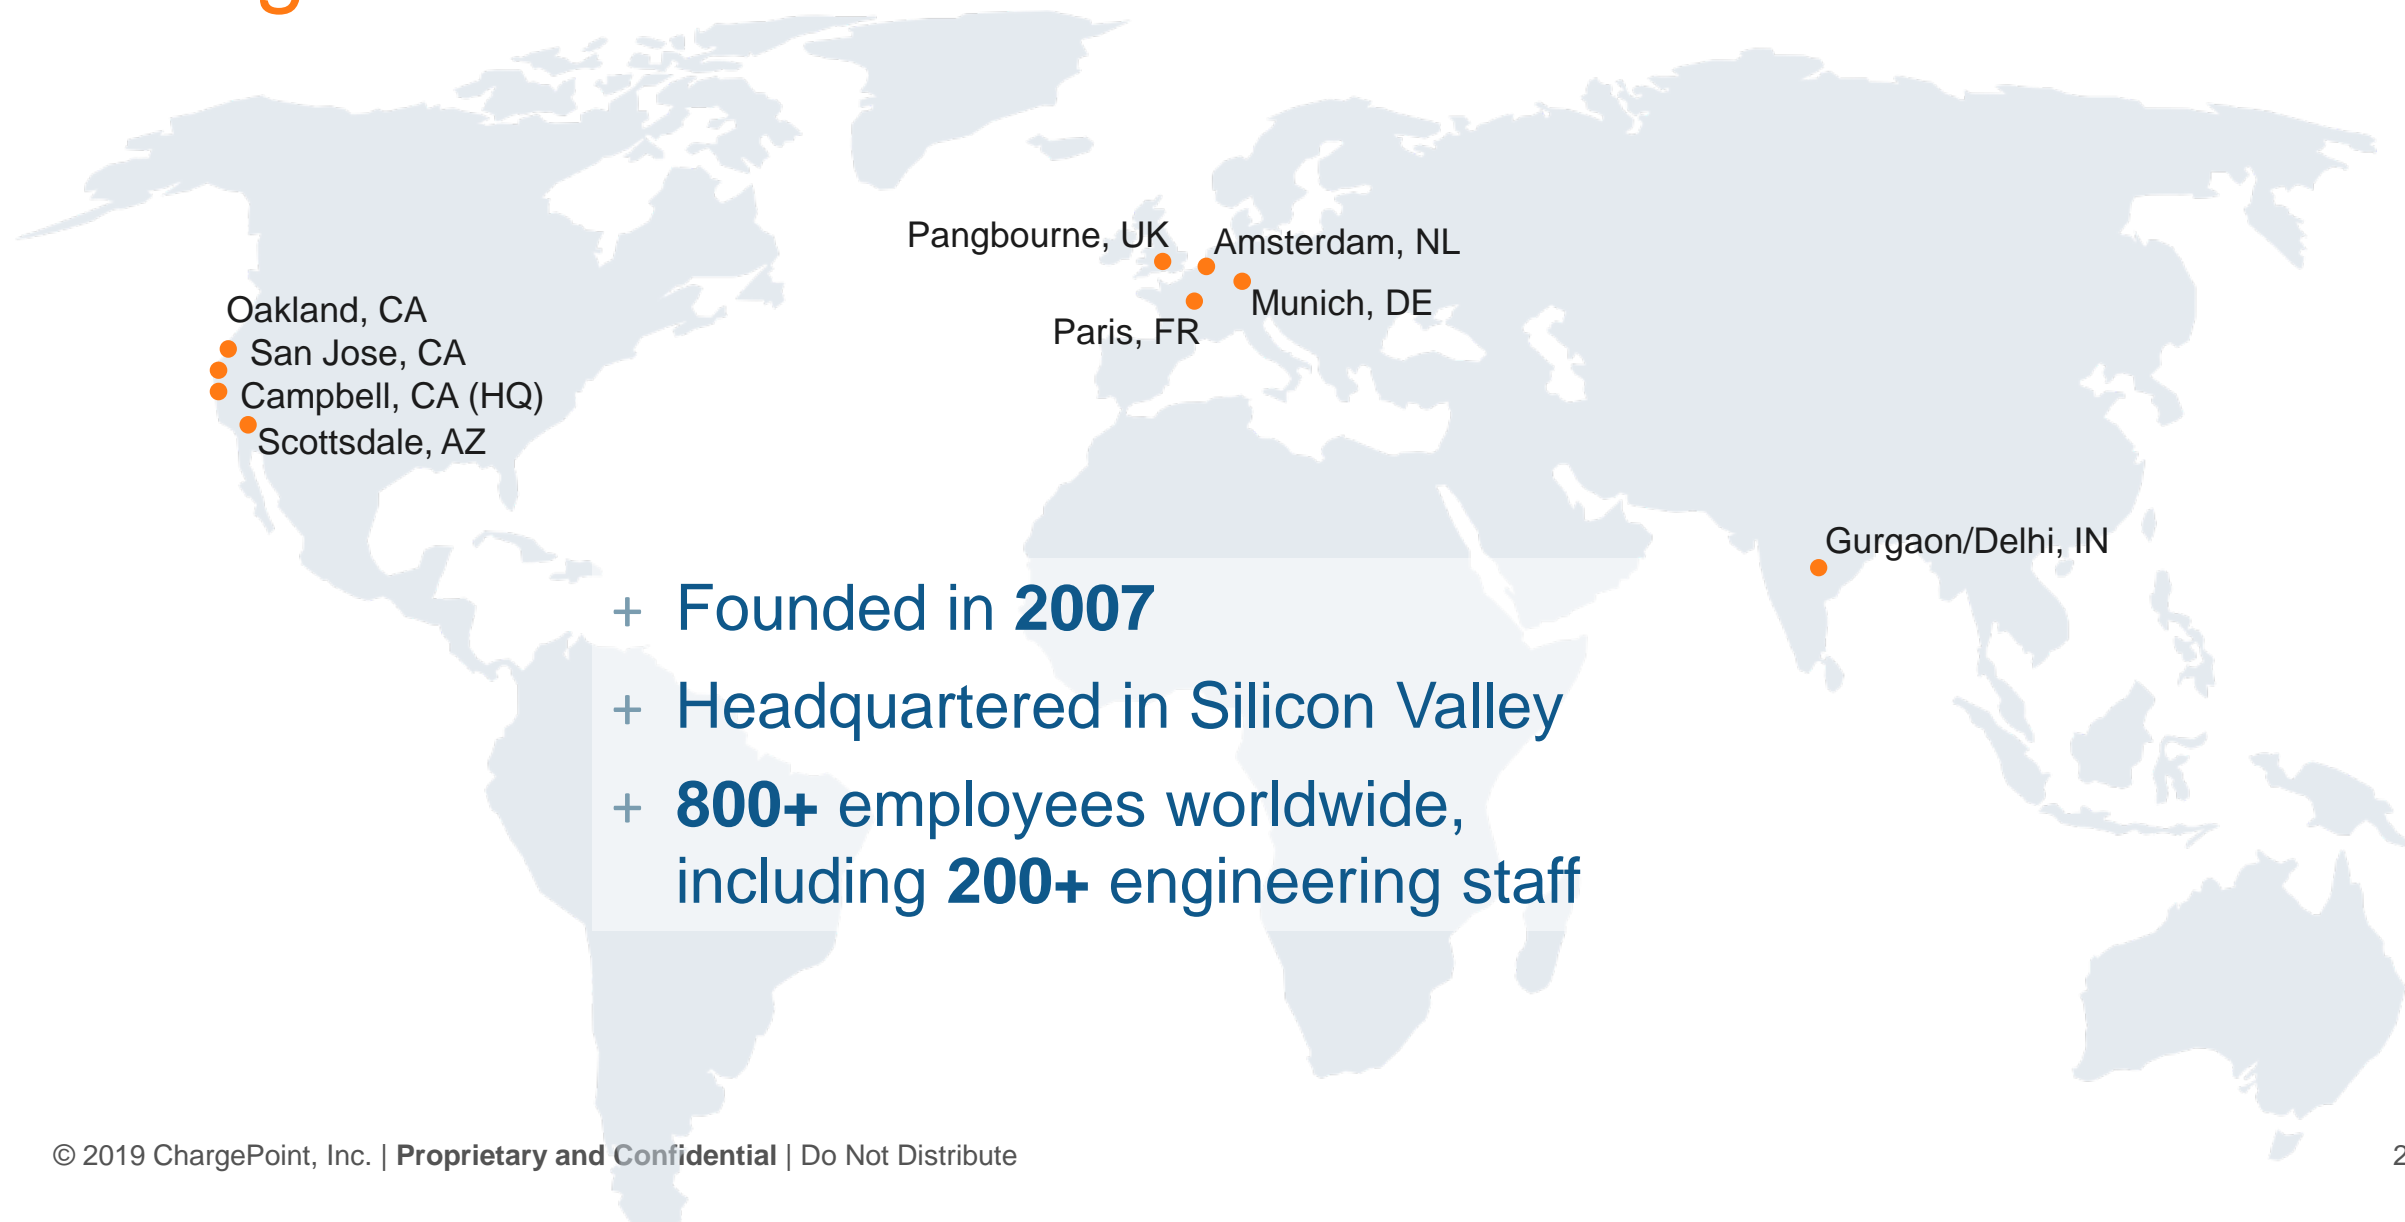 Pangbourne, UK
Amsterdam, NL
Munich, DE
Paris, FR
Oakland, CA
San Jose, CA
Campbell, CA (HQ)
Scottsdale, AZ
Gurgaon/Delhi, IN
+ Founded in 2007
+ Headquartered in Silicon Valley
+ 800+ employees worldwide,
including 200+ engineering staff
© 2019 ChargePoint, Inc. | Proprietary and Confidential | Do Not Distribute
2